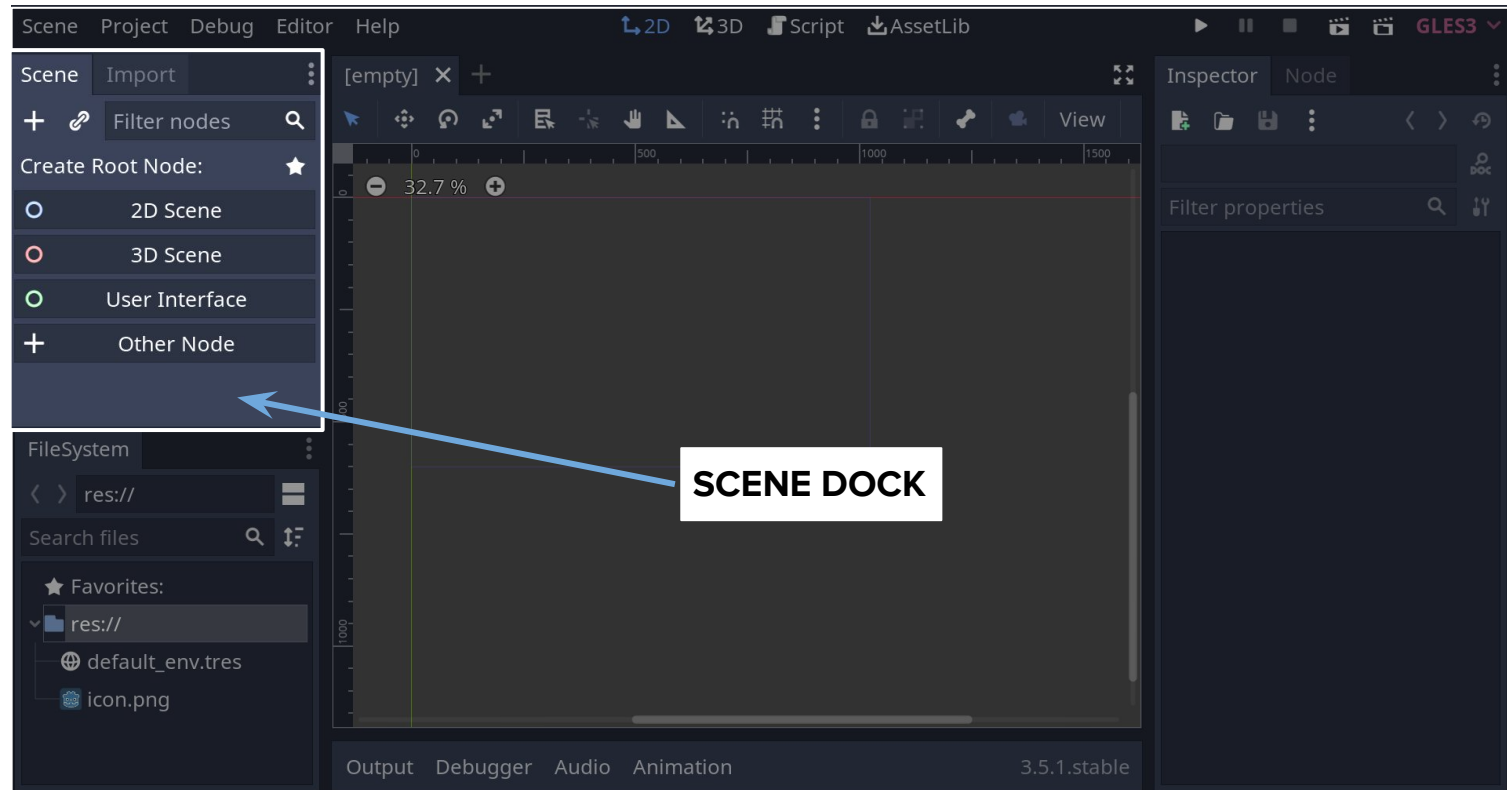 Scene Project Debug Editor Help 2D 3D Script AssetLib GLES3
Scene Import
Filter nodes
Create Root Node:
2D Scene
3D Scene
User Interface
Other Node
[empty]
View
0 500 1000 1500
0
32.7 %
1000
SCENE DOCK
FileSystem
res://
Search files
Favorites:
res://
default_env.tres
icon.png
Output Debugger Audio Animation 3.5.1.stable
Inspector Node
DOC
Filter properties